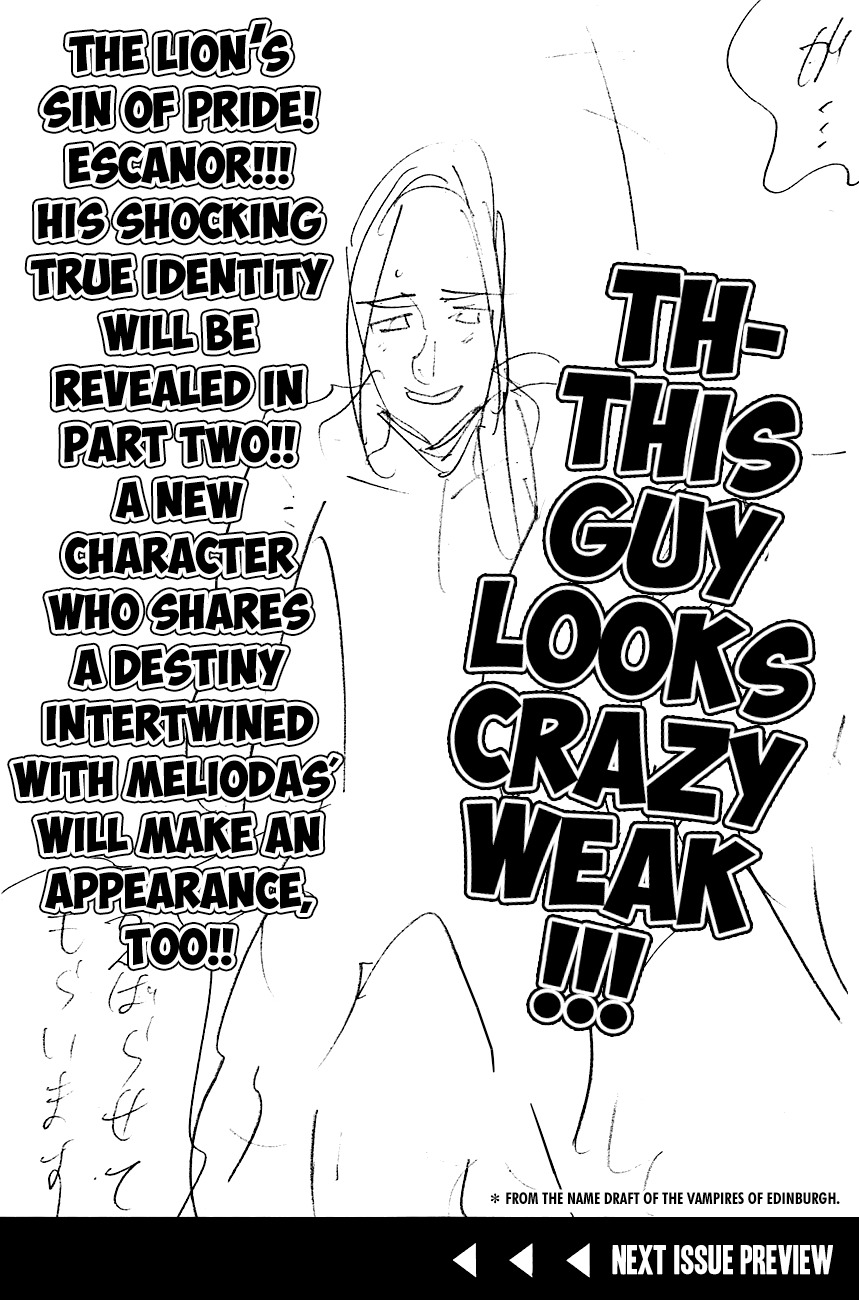 THE LION'S
SIN OF PRIDE!
ESCANOR!!!
HIS SHOCKING
TRUE IDENTITY
WILL BE
REVEALED IN
PART TWO!!
A NEW
CHARACTER
WHO SHARES
A DESTINY
INTERTWINED
WITH MELIODAS'
WILL MAKE AN
APPEARANCE,
TOO!!
TH-
THIS
GUY
LOOKS
CRAZY
WEAK
!!!
* FROM THE NAME DRAFT OF THE VAMPIRES OF EDINBURGH.
NEXT ISSUE PREVIEW